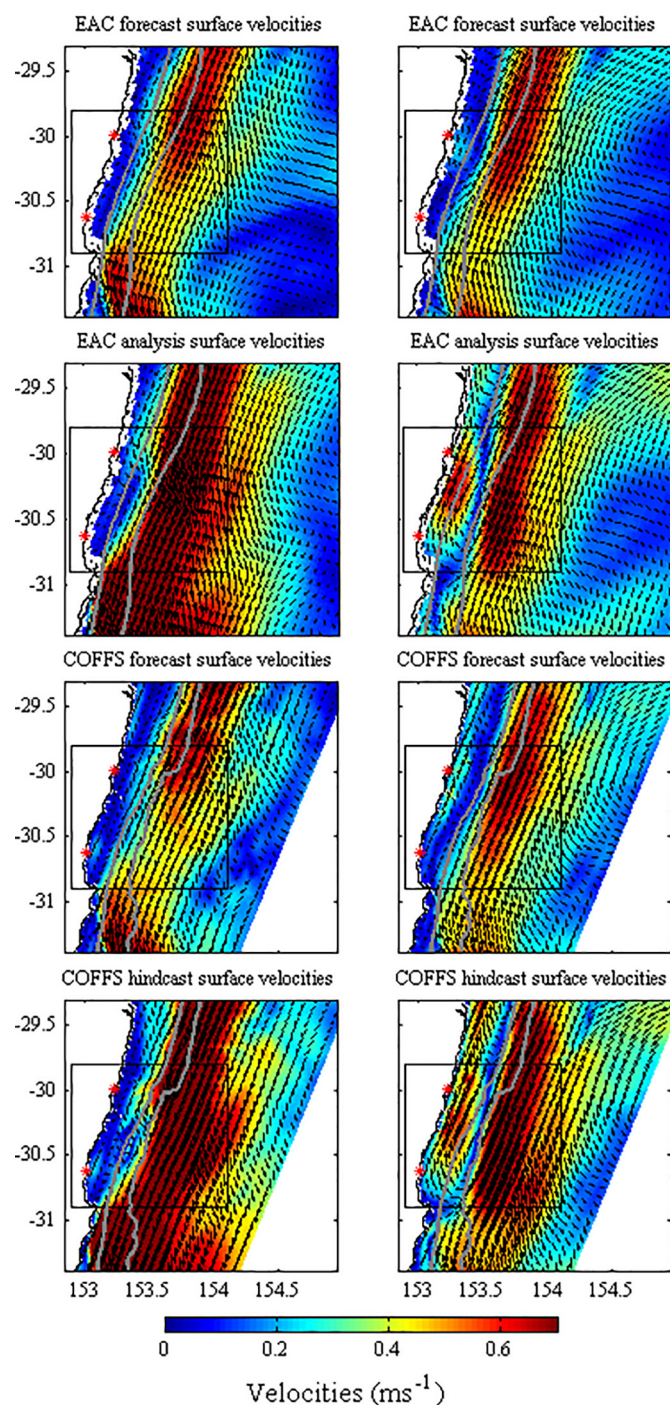 EAC forecast surface velocities EAC forecast surface velocities
-29.5
-30
-30.5
-31
EAC analysis surface velocities EAC analysis surface velocities
-29.5
-30
-30.5
-31
COFFS forecast surface velocities COFFS forecast surface velocities
-29.5
-30
-30.5
-31
COFFS hindcast surface velocities COFFS hindcast surface velocities
-29.5
-30
-30.5
-31
153 153.5 154 154.5 153 153.5 154 154.5
0 0.2 0.4 0.6
Velocities (ms⁻¹)